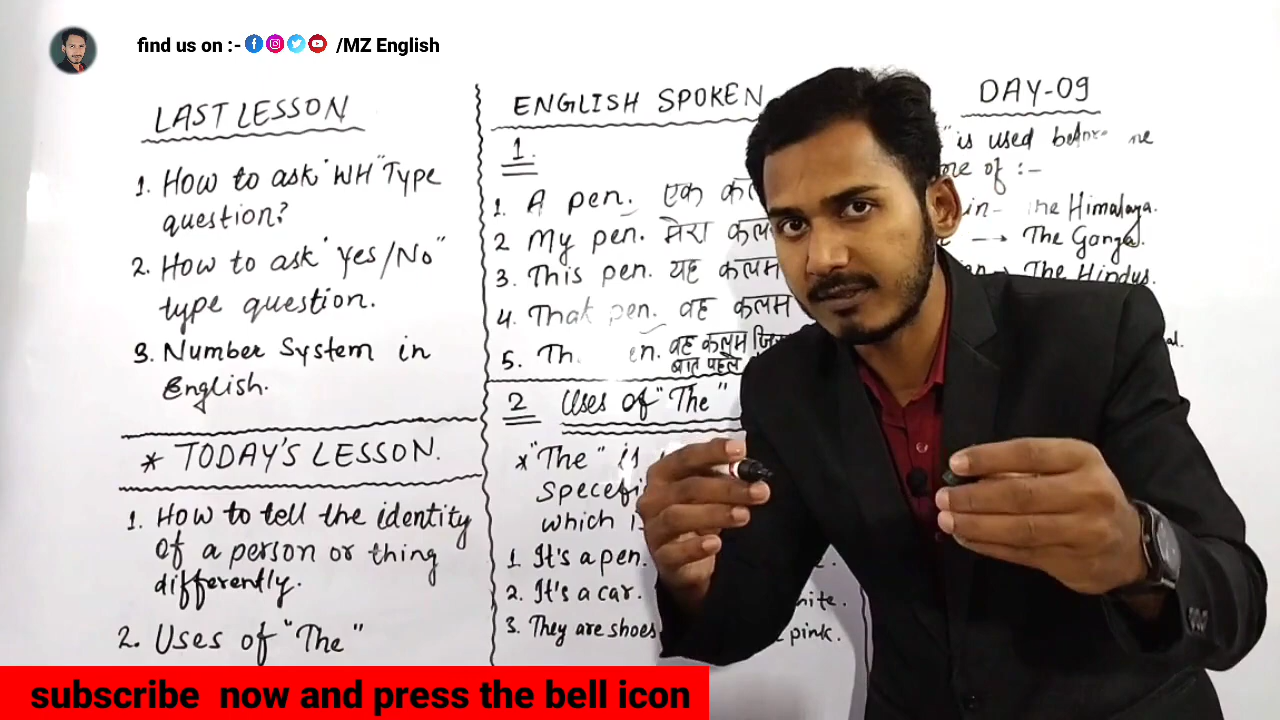 find us on :- /MZ English
LAST LESSON
1. How to ask "WH" Type
question?
2. How to ask "Yes/No"
type question.
3. Number System in
English.
* TODAY'S LESSON.
1. How to tell the identity
of a person or thing
differently.
2. Uses of "The"
ENGLISH SPOKEN
1.
1. A pen. एक
2 My pen. मेरा
3. This pen. यह कलम
4. That pen. वह कलम
5. वह कलम
बात पहले
2 Uses of "The"
* "The" is
which
1. It's a pen.
2. It's a car.
3. They are shoes
pink.
DAY-09
is used before
of :-
the Himalaya.
→ The Ganga.
The Hindus.
subscribe now and press the bell icon